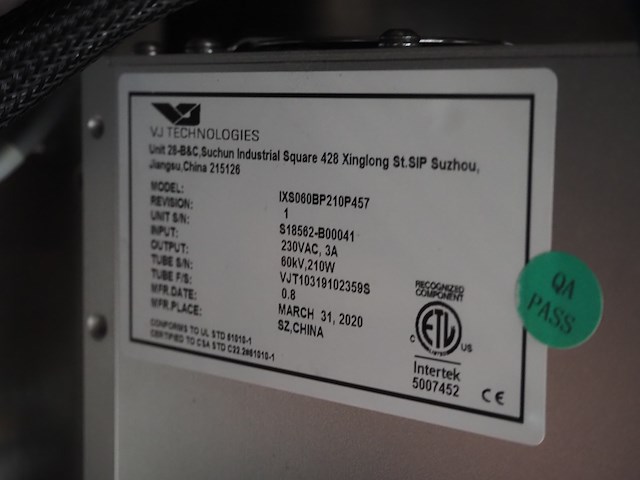 VJ TECHNOLOGIES
Unit 28-B&C,Suchun Industrial Square 428 Xinglong St.SIP Suzhou,
Jiangsu,China 215126
MODEL: IXS060BP210P457
REVISION: 1
UNIT S/N: S18562-B00041
INPUT: 230VAC, 3A
OUTPUT: 60kV,210W
TUBE S/N: VJT10319102359S
TUBE F/S: 0.8
MFR.DATE: MARCH 31, 2020
MFR.PLACE: SZ,CHINA
CONFORMS TO UL STD 61010-1
CERTIFIED TO CSA STD C22.2#61010-1
RECOGNIZED
COMPONENT
ETL
C US
Intertek
5007452
CE
QA
PASS